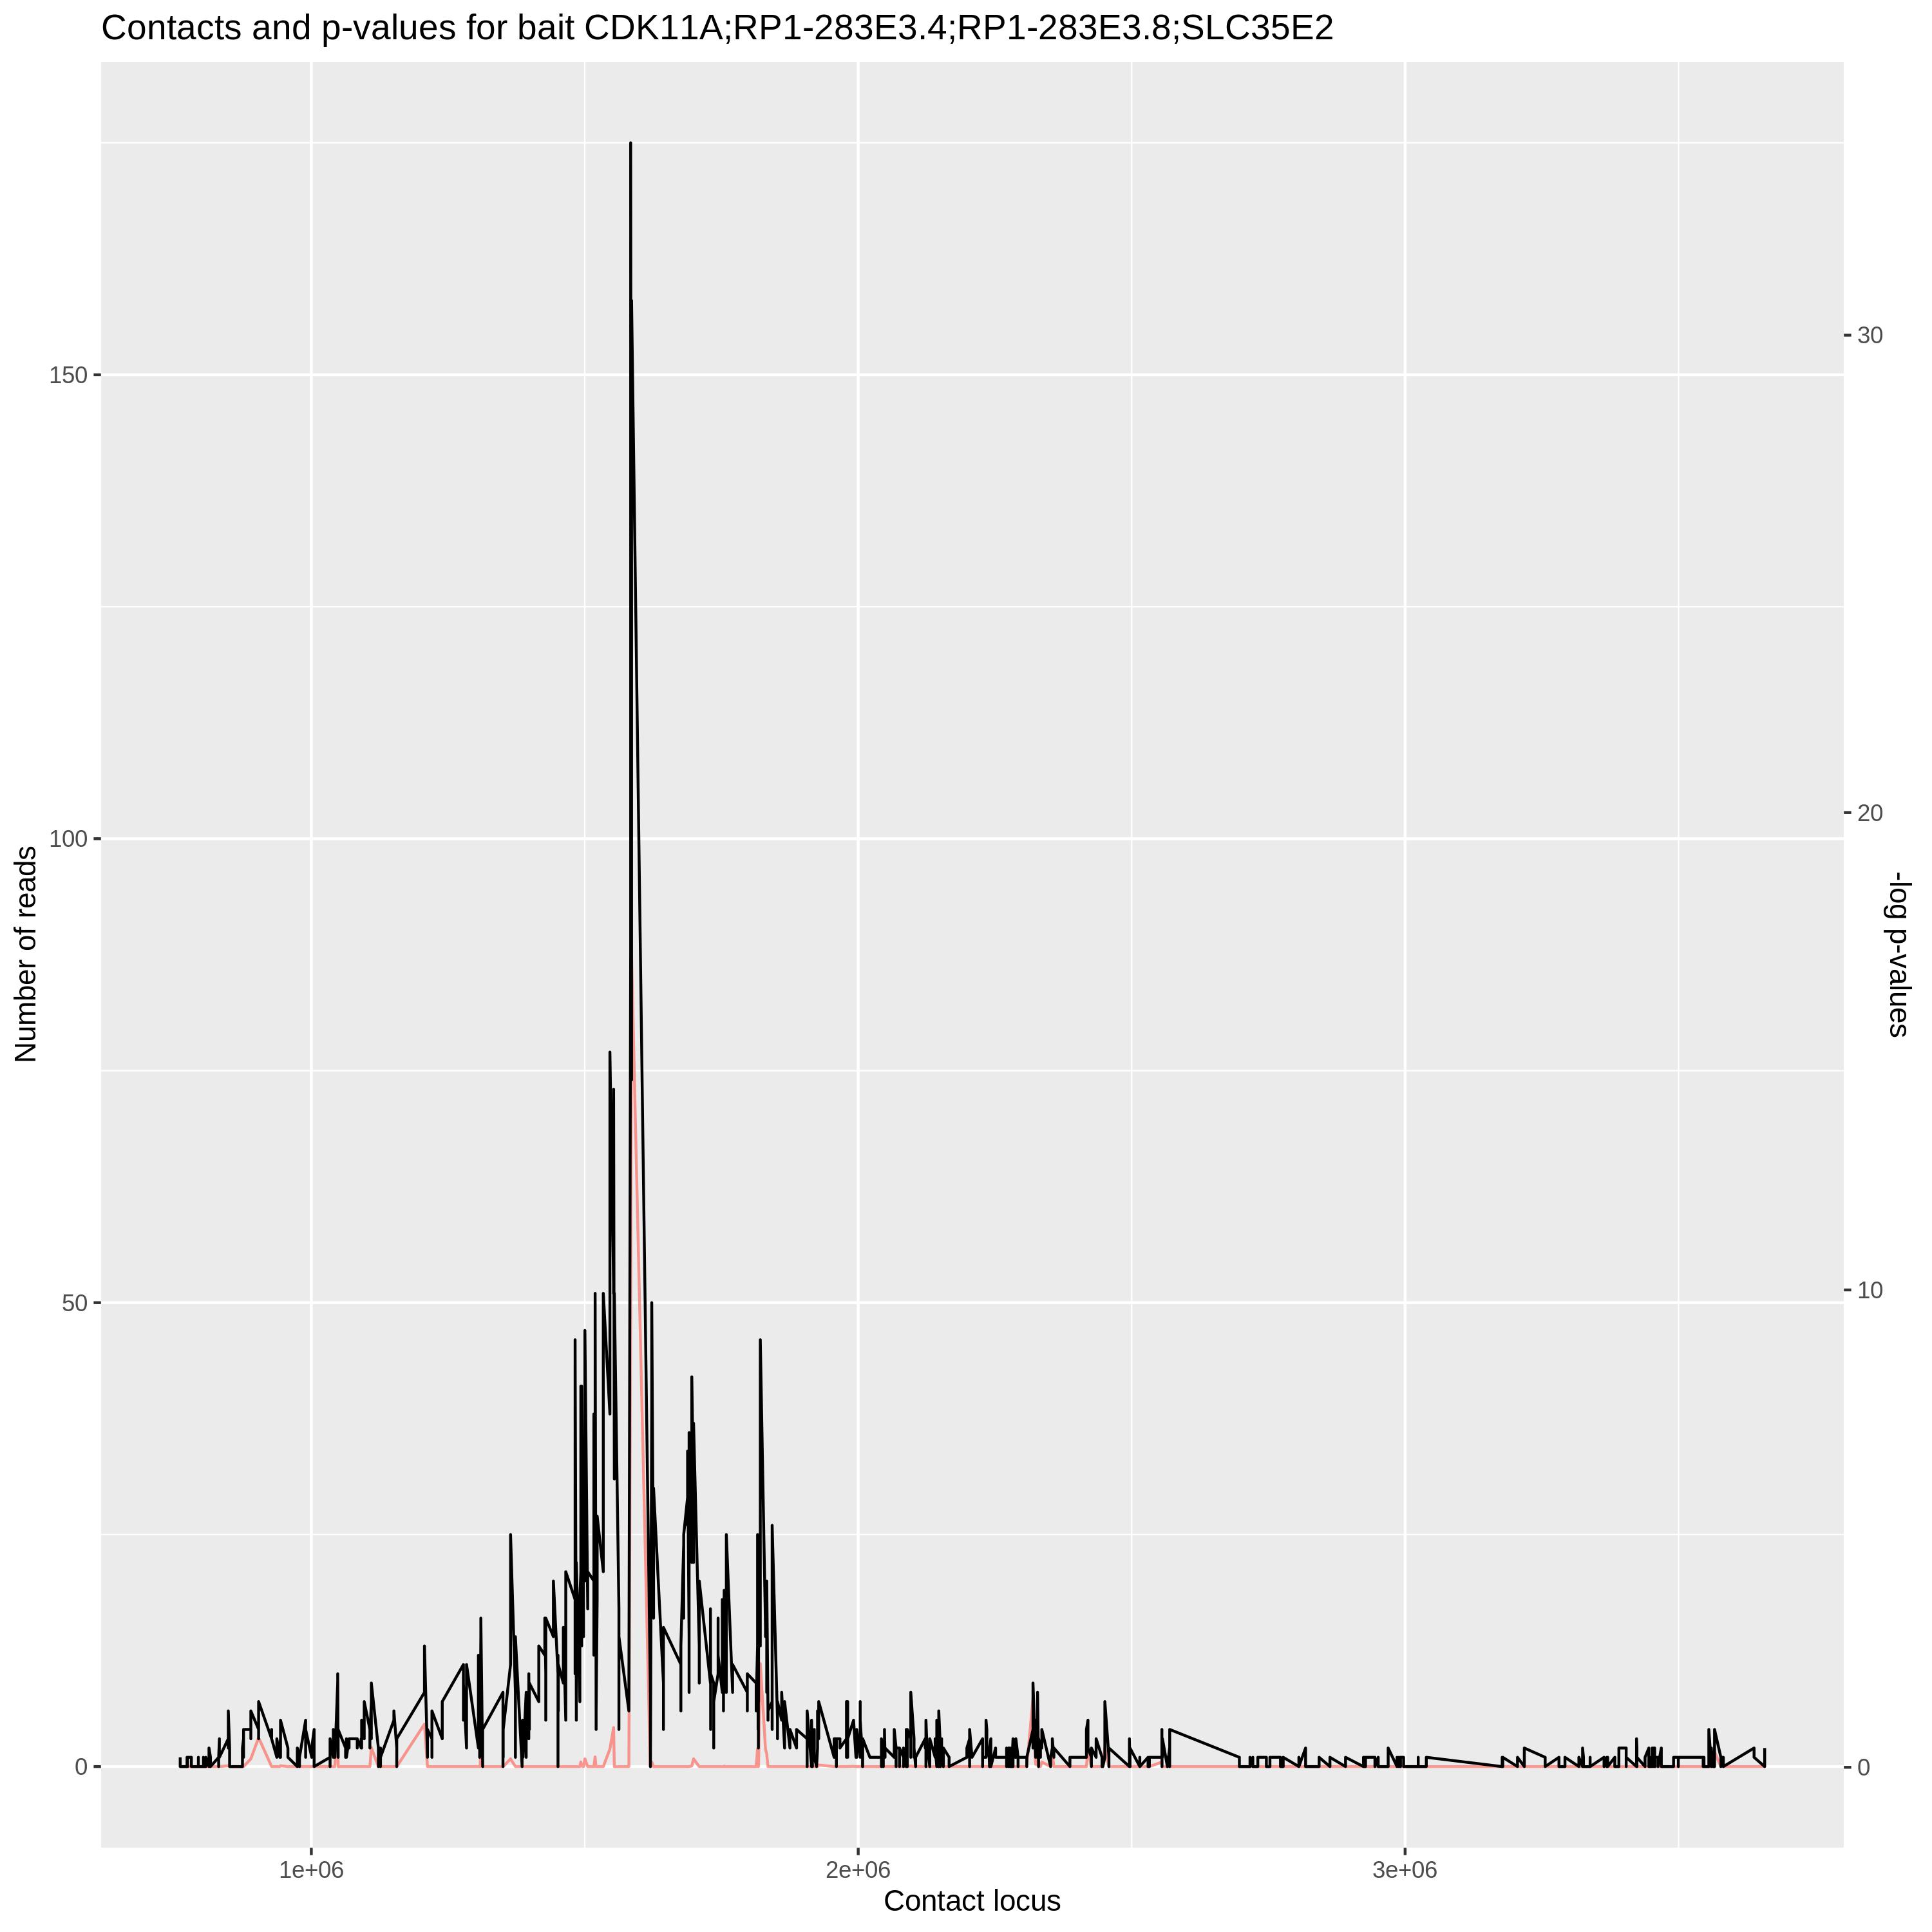 Contacts and p-values for bait CDK11A;RP1-283E3.4;RP1-283E3.8;SLC35E2
Number of reads
150
100
50
0
30
20
10
0
-log p-values
1e+06 2e+06 3e+06
Contact locus